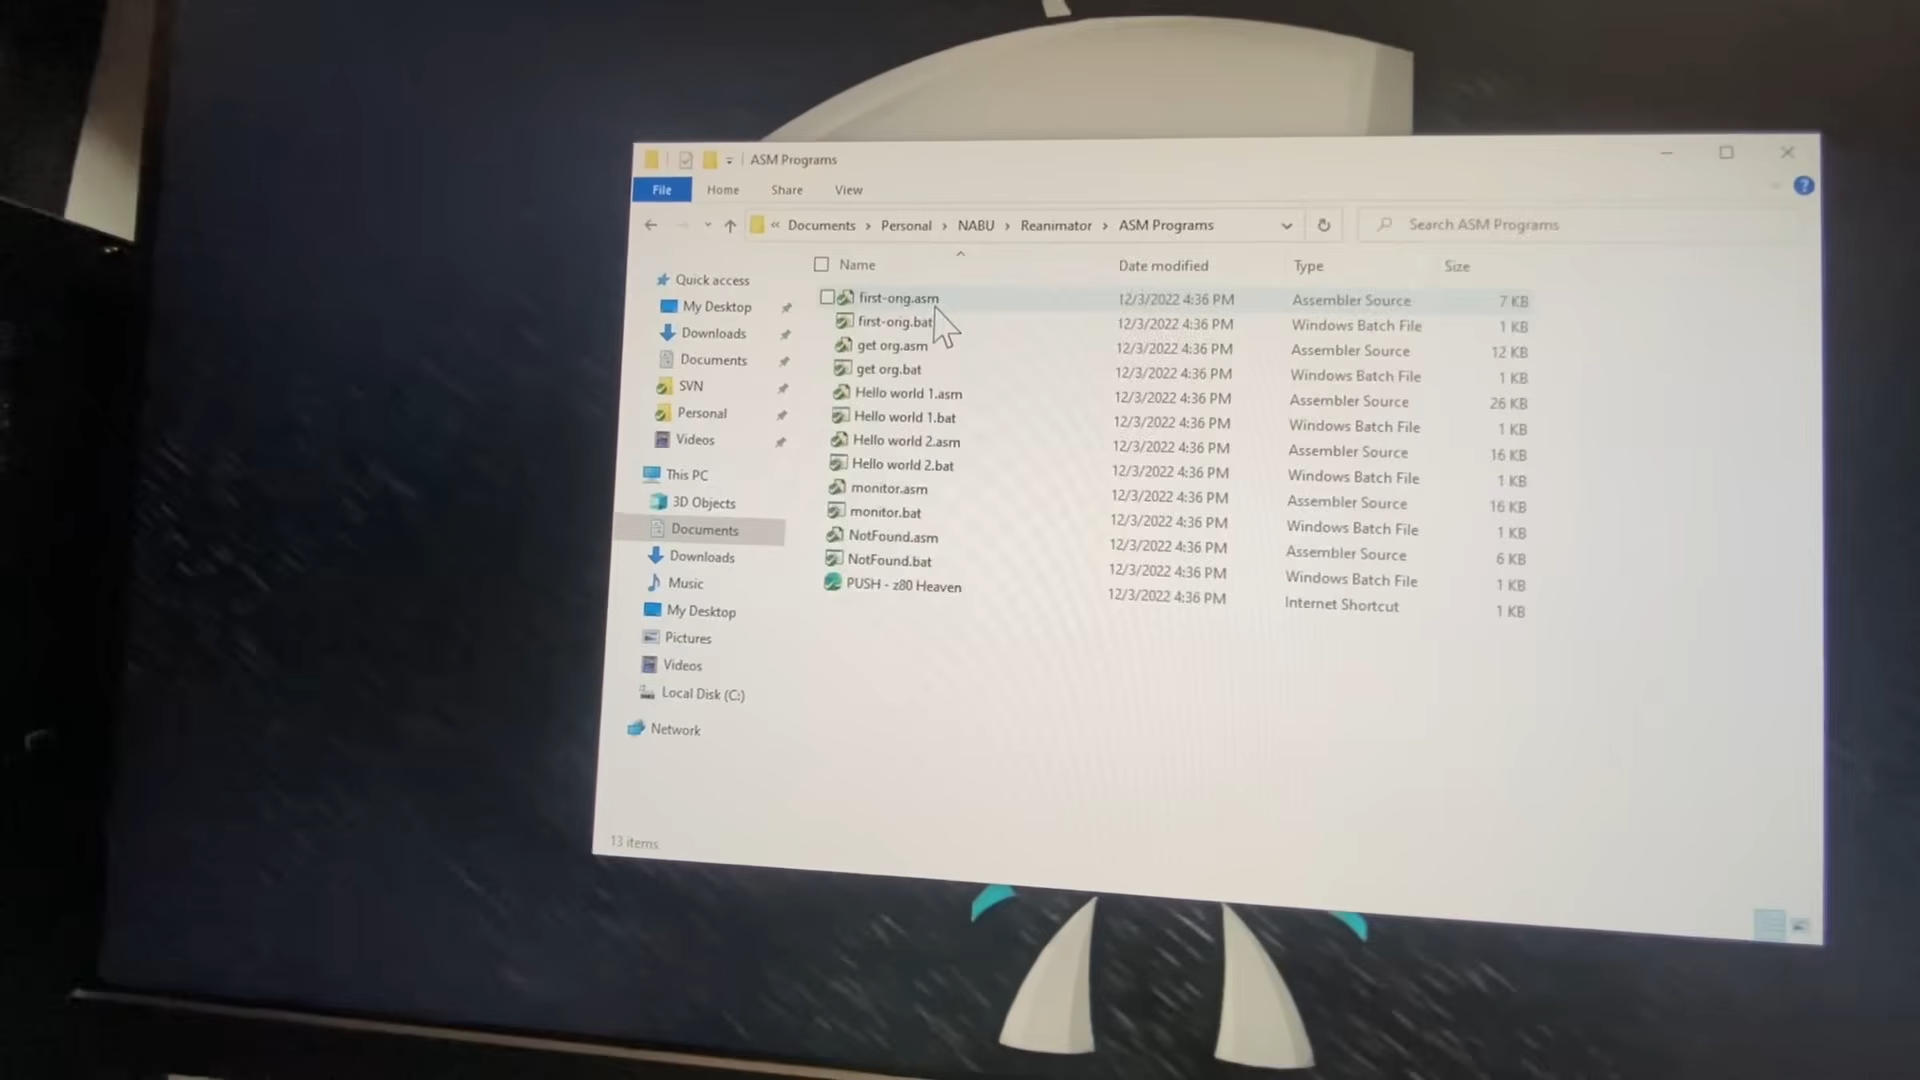 ASM Programs
File Home Share View
« Documents › Personal › NABU › Reanimator › ASM Programs
Search ASM Programs
Name Date modified Type Size
Quick access
My Desktop
Downloads
Documents
SVN
Personal
Videos
This PC
3D Objects
Documents
Downloads
Music
My Desktop
Pictures
Videos
Local Disk (C:)
Network
first-orig.asm 12/3/2022 4:36 PM Assembler Source 7 KB
first-orig.bat 12/3/2022 4:36 PM Windows Batch File 1 KB
get org.asm 12/3/2022 4:36 PM Assembler Source 12 KB
get org.bat 12/3/2022 4:36 PM Windows Batch File 1 KB
Hello world 1.asm 12/3/2022 4:36 PM Assembler Source 26 KB
Hello world 1.bat 12/3/2022 4:36 PM Windows Batch File 1 KB
Hello world 2.asm 12/3/2022 4:36 PM Assembler Source 16 KB
Hello world 2.bat 12/3/2022 4:36 PM Windows Batch File 1 KB
monitor.asm 12/3/2022 4:36 PM Assembler Source 16 KB
monitor.bat 12/3/2022 4:36 PM Windows Batch File 1 KB
NotFound.asm 12/3/2022 4:36 PM Assembler Source 6 KB
NotFound.bat 12/3/2022 4:36 PM Windows Batch File 1 KB
PUSH - z80 Heaven 12/3/2022 4:36 PM Internet Shortcut 1 KB
13 items